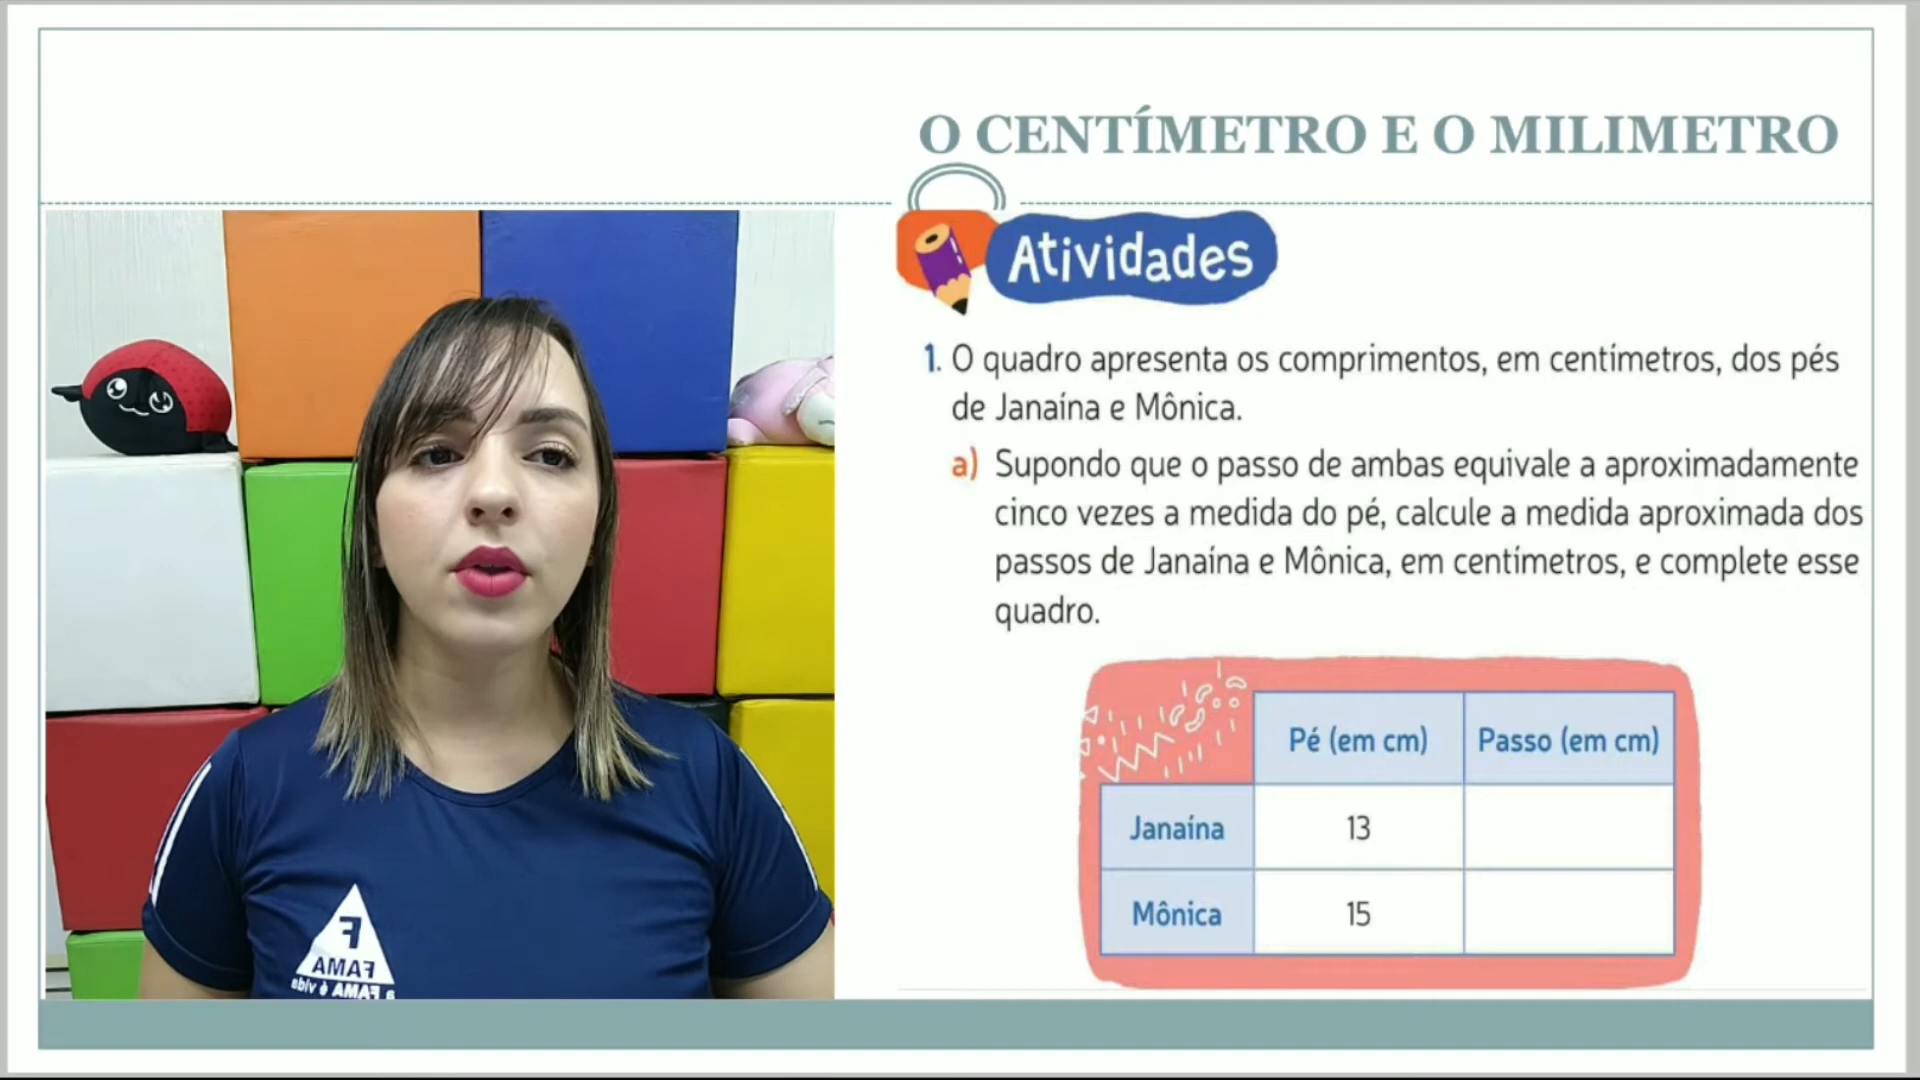 O CENTÍMETRO E O MILIMETRO
Atividades
1. O quadro apresenta os comprimentos, em centímetros, dos pés
de Janaína e Mônica.
a) Supondo que o passo de ambas equivale a aproximadamente
cinco vezes a medida do pé, calcule a medida aproximada dos
passos de Janaína e Mônica, em centímetros, e complete esse
quadro.
Pé (em cm) Passo (em cm)
Janaína 13
Mônica 15
F
FAMA
a FAMA é vida